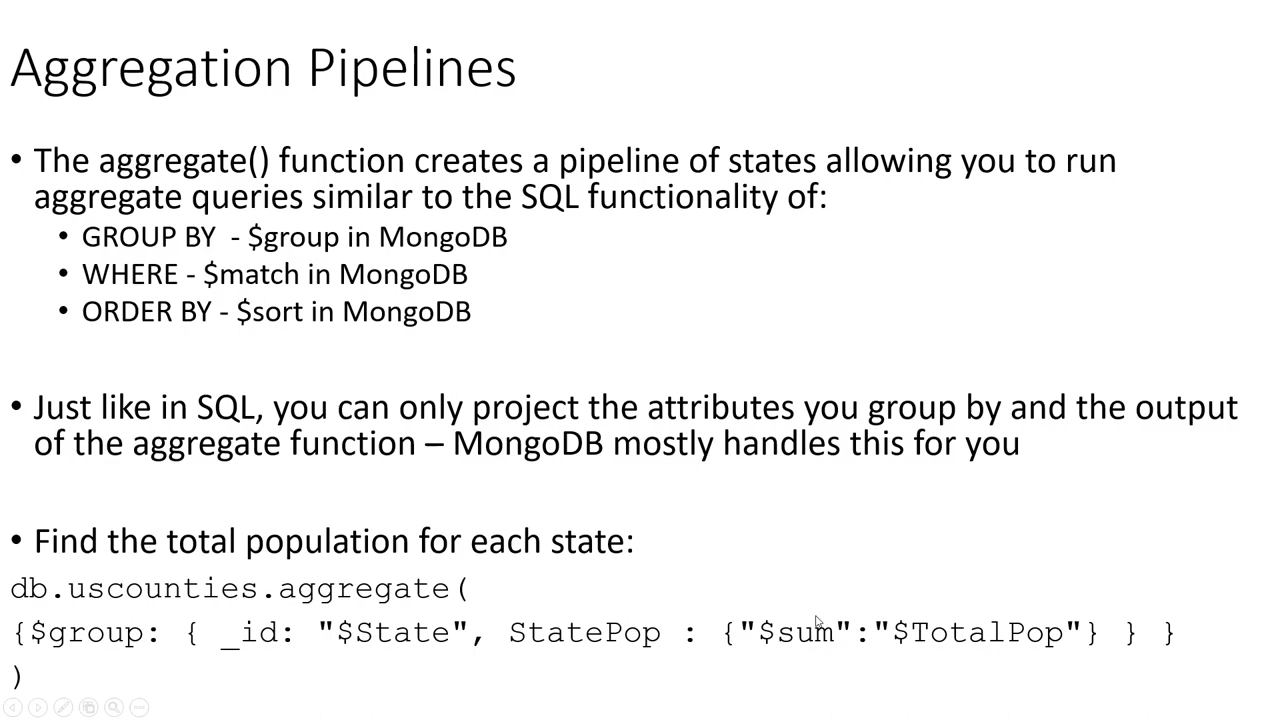 Aggregation Pipelines
• The aggregate() function creates a pipeline of states allowing you to run
aggregate queries similar to the SQL functionality of:
• GROUP BY  - $group in MongoDB
• WHERE - $match in MongoDB
• ORDER BY - $sort in MongoDB
• Just like in SQL, you can only project the attributes you group by and the output
of the aggregate function – MongoDB mostly handles this for you
• Find the total population for each state:
db.uscounties.aggregate(
{$group: { _id: "$State", StatePop : {"$sum":"$TotalPop"} } }
)